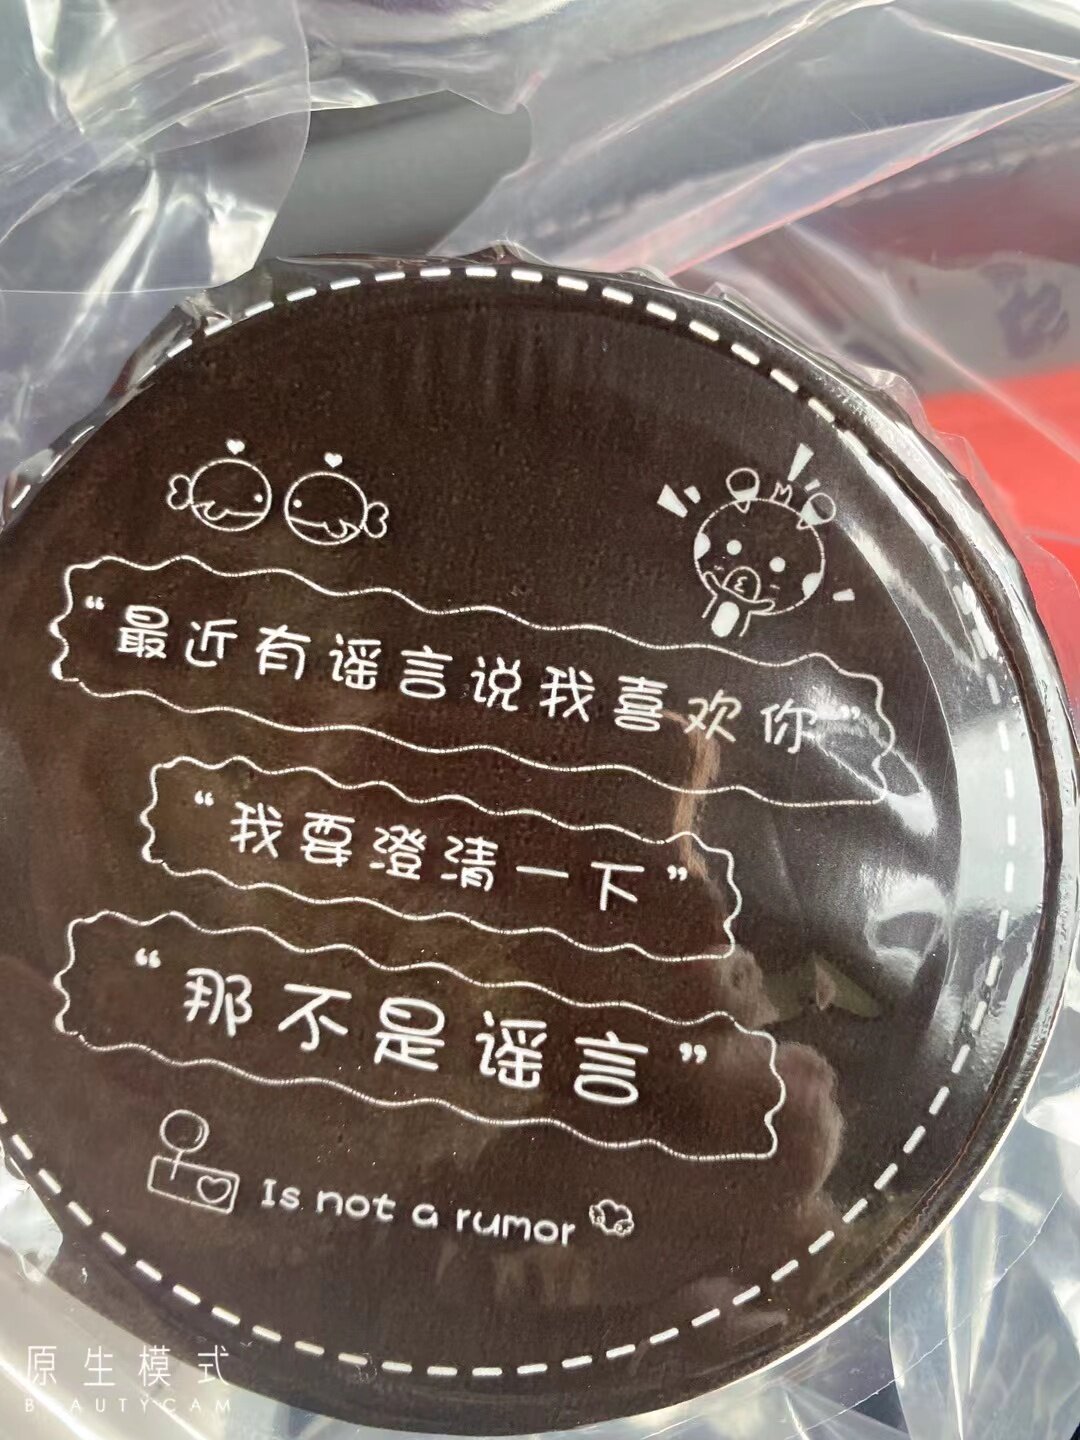 “最近有谣言说我喜欢你”
“我要澄清一下”
“那不是谣言”
Is not a rumor
原生模式
BEAUTYCAM